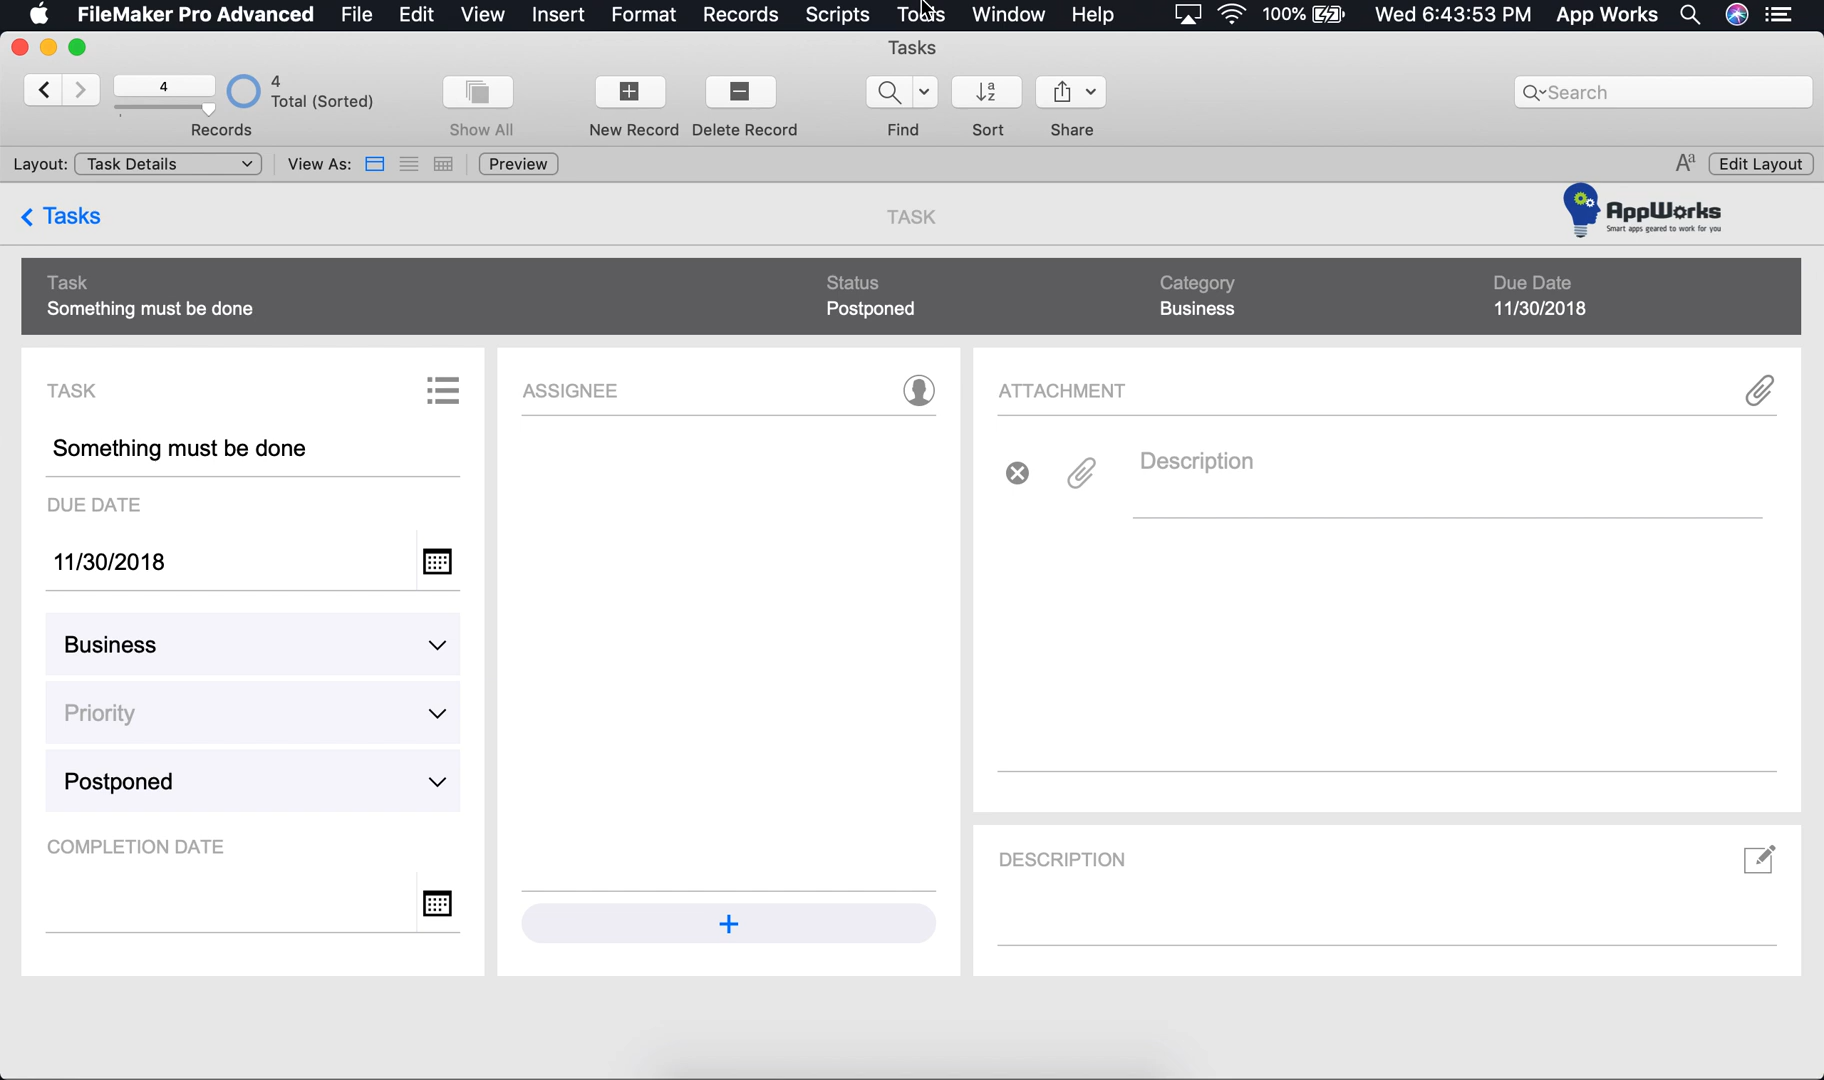 FileMaker Pro Advanced File Edit View Insert Format Records Scripts Tools Window Help 100% Wed 6:43:53 PM App Works
Tasks
4 4
Total (Sorted)
Search
Records Show All New Record Delete Record Find Sort Share
Layout: Task Details View As: Preview Aa Edit Layout
Tasks TASK AppWorks
Smart apps geared to work for you
Task Status Category Due Date
Something must be done Postponed Business 11/30/2018
TASK ASSIGNEE ATTACHMENT
Something must be done
Description
DUE DATE
11/30/2018
Business
Priority
Postponed
COMPLETION DATE
DESCRIPTION